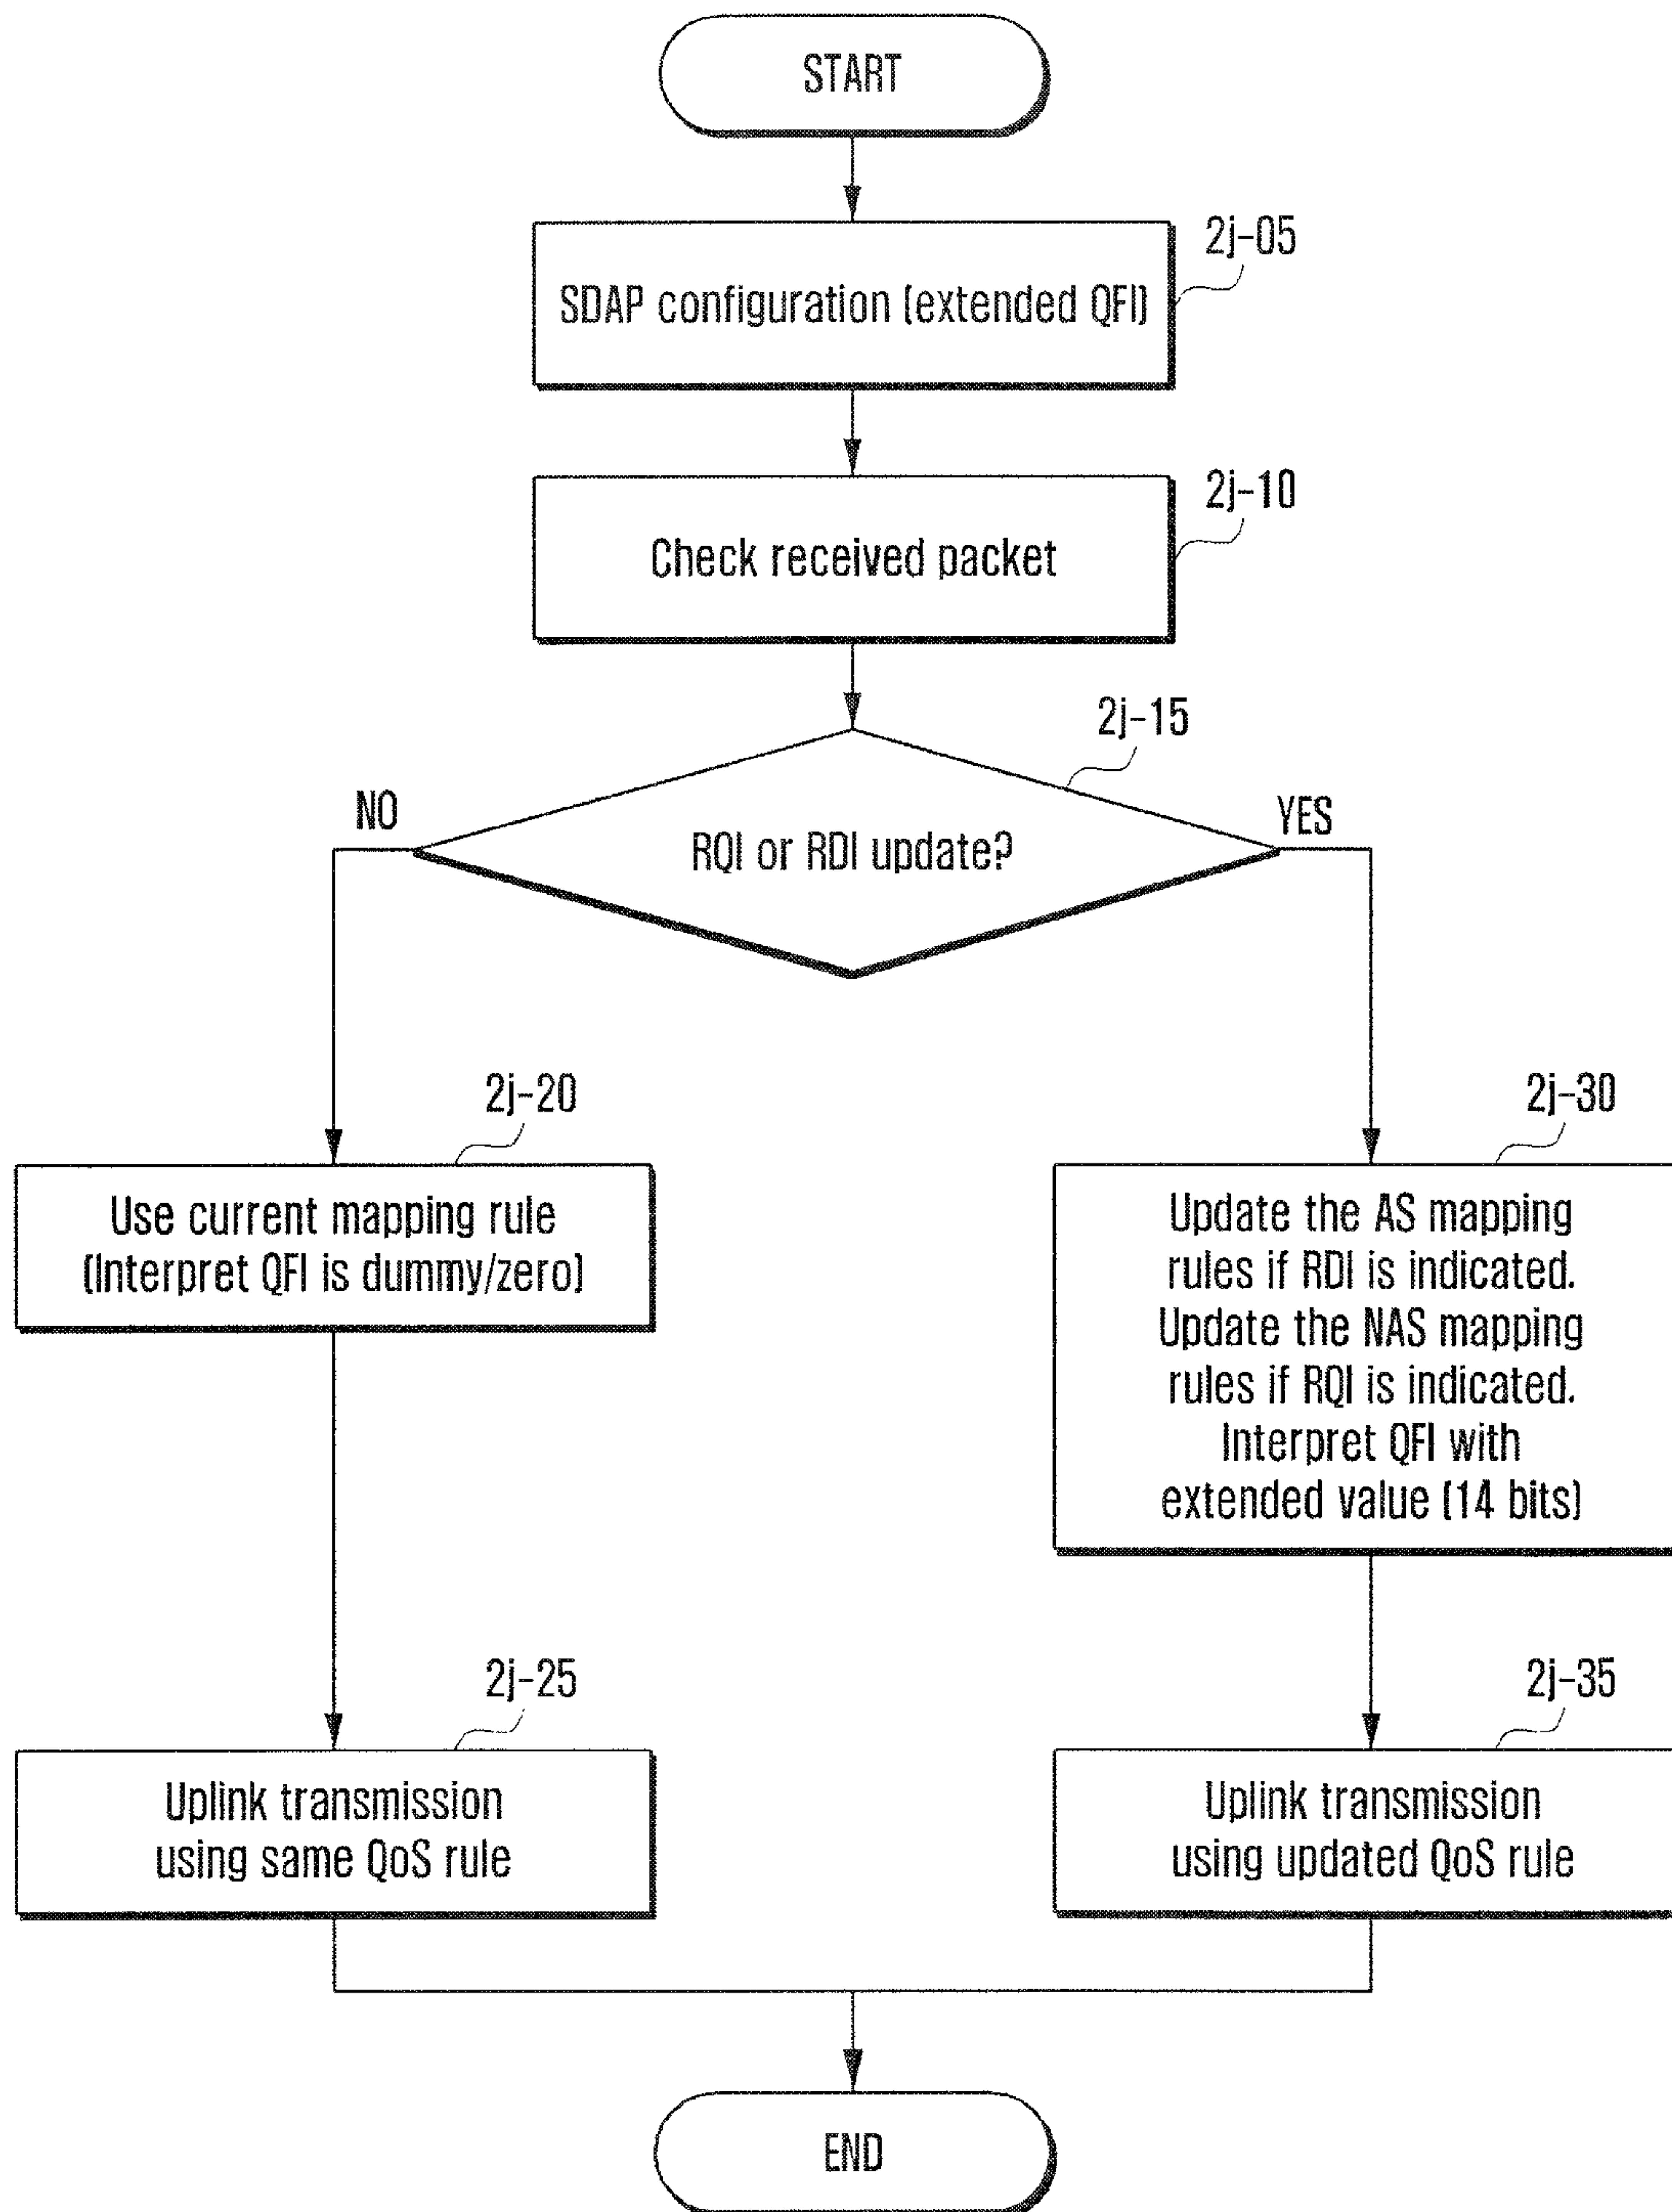 START
2j-05
SDAP configuration (extended QFI)
2j-10
Check received packet
2j-15
NO
YES
RQI or RDI update?
2j-20
Use current mapping rule
(Interpret QFI is dummy/zero)
2j-30
Update the AS mapping
rules if RDI is indicated.
Update the NAS mapping
rules if RQI is indicated.
Interpret QFI with
extended value (14 bits)
2j-25
Uplink transmission
using same QoS rule
2j-35
Uplink transmission
using updated QoS rule
END